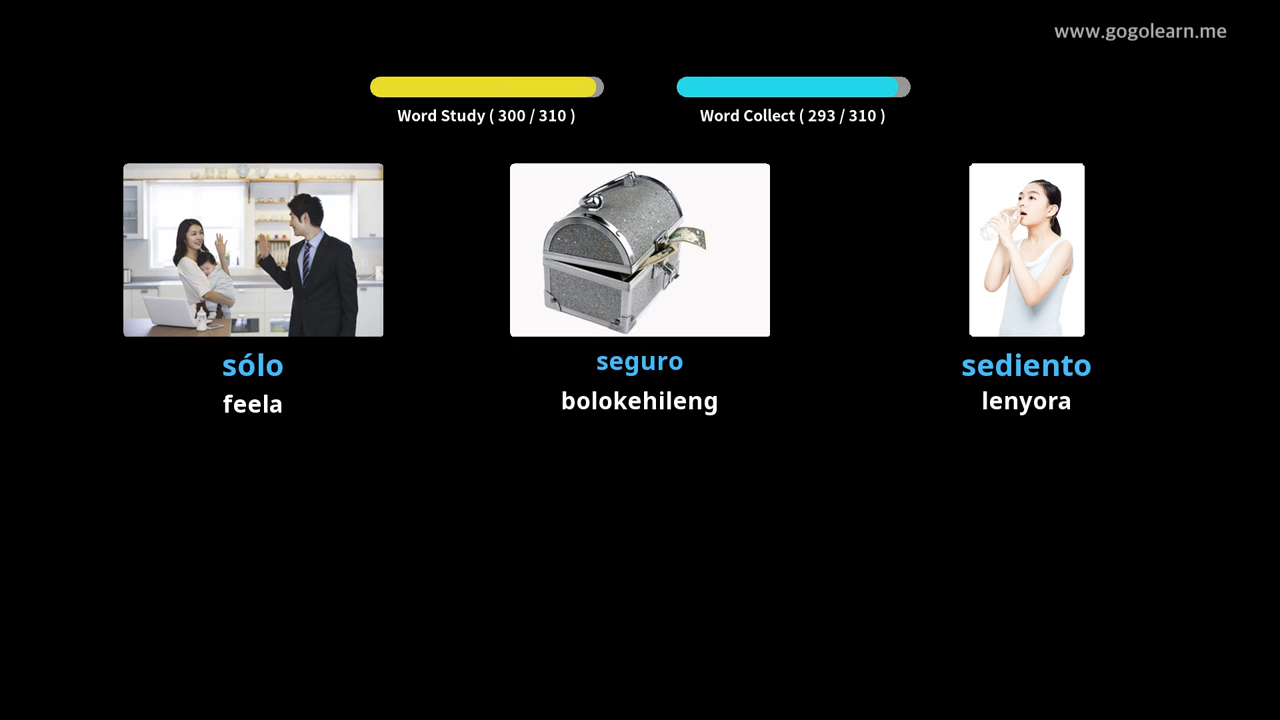 www.gogolearn.me
Word Study ( 300 / 310 )
Word Collect ( 293 / 310 )
sólo
feela
seguro
bolokehileng
sediento
lenyora